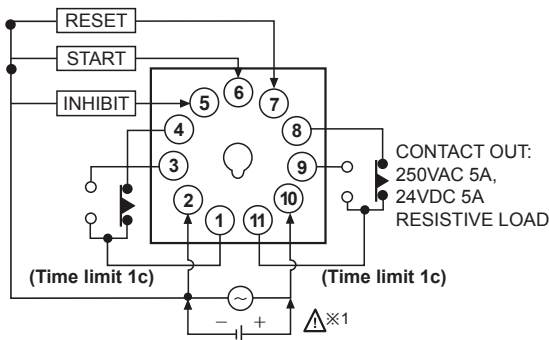 RESET
START
INHIBIT
6
5
7
4
8
3
9
2
10
1
11
CONTACT OUT:
250VAC 5A,
24VDC 5A
RESISTIVE LOAD
(Time limit 1c)
(Time limit 1c)
~
− +
⚠※1